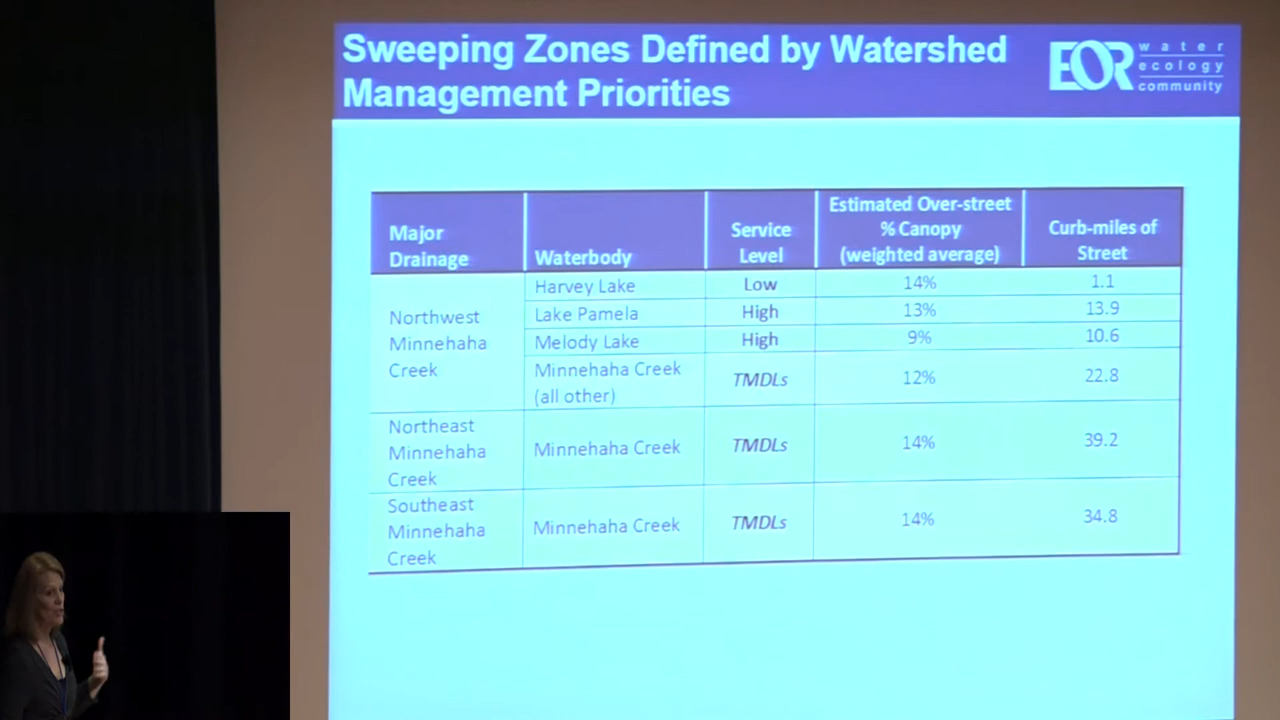 Sweeping Zones Defined by Watershed
Management Priorities
EOR
water
ecology
community
Major
Drainage
Waterbody
Service
Level
Estimated Over-street
% Canopy
(weighted average)
Curb-miles of
Street
Northwest
Minnehaha
Creek
Harvey Lake
Low
14%
1.1
Lake Pamela
High
13%
13.9
Melody Lake
High
9%
10.6
Minnehaha Creek
(all other)
TMDLs
12%
22.8
Northeast
Minnehaha
Creek
Minnehaha Creek
TMDLs
14%
39.2
Southeast
Minnehaha
Creek
Minnehaha Creek
TMDLs
14%
34.8